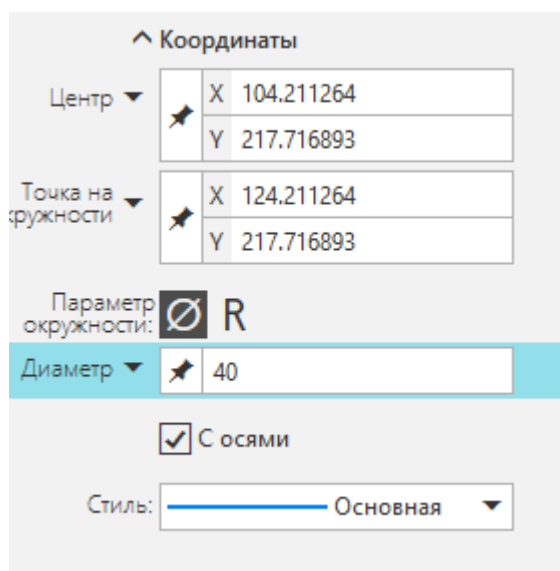 Координаты
Центр
X 104.211264
Y 217.716893
Точка на
кружности
X 124.211264
Y 217.716893
Параметр
окружности:
Ø R
Диаметр
40
С осями
Стиль:
Основная